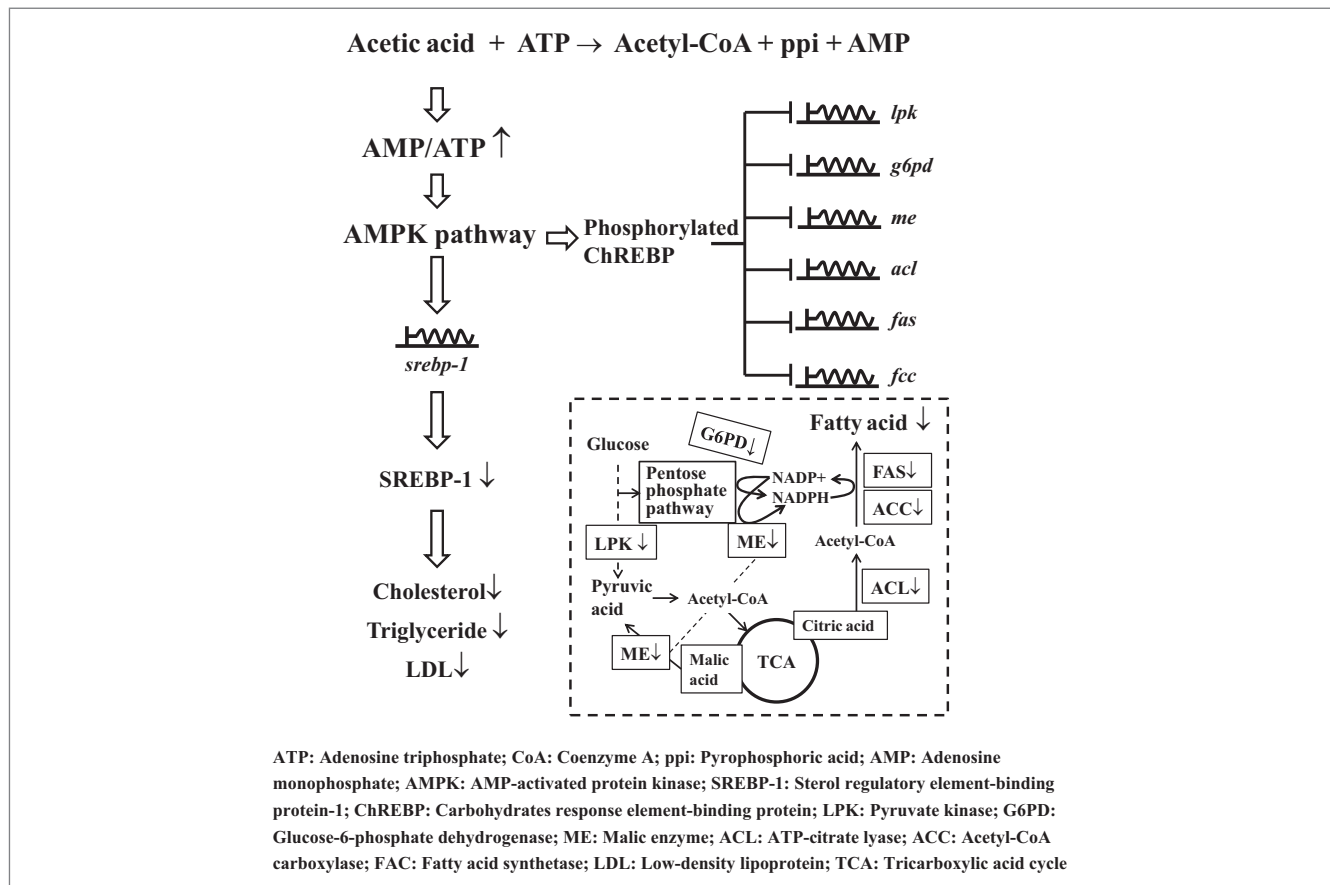 Acetic acid + ATP → Acetyl-CoA + ppi + AMP
AMP/ATP ↑
AMPK pathway
Phosphorylated
ChREBP
lpk
g6pd
me
acl
fas
fcc
srebp-1
SREBP-1 ↓
Cholesterol↓
Triglyceride ↓
LDL↓
Fatty acid ↓
Glucose
G6PD↓
Pentose
phosphate
pathway
NADP+
NADPH
FAS↓
ACC↓
LPK ↓
ME↓
Acetyl-CoA
Pyruvic
acid
Acetyl-CoA
ACL↓
Citric acid
ME↓
Malic
acid
TCA
ATP: Adenosine triphosphate; CoA: Coenzyme A; ppi: Pyrophosphoric acid; AMP: Adenosine
monophosphate; AMPK: AMP-activated protein kinase; SREBP-1: Sterol regulatory element-binding
protein-1; ChREBP: Carbohydrates response element-binding protein; LPK: Pyruvate kinase; G6PD:
Glucose-6-phosphate dehydrogenase; ME: Malic enzyme; ACL: ATP-citrate lyase; ACC: Acetyl-CoA
carboxylase; FAC: Fatty acid synthetase; LDL: Low-density lipoprotein; TCA: Tricarboxylic acid cycle